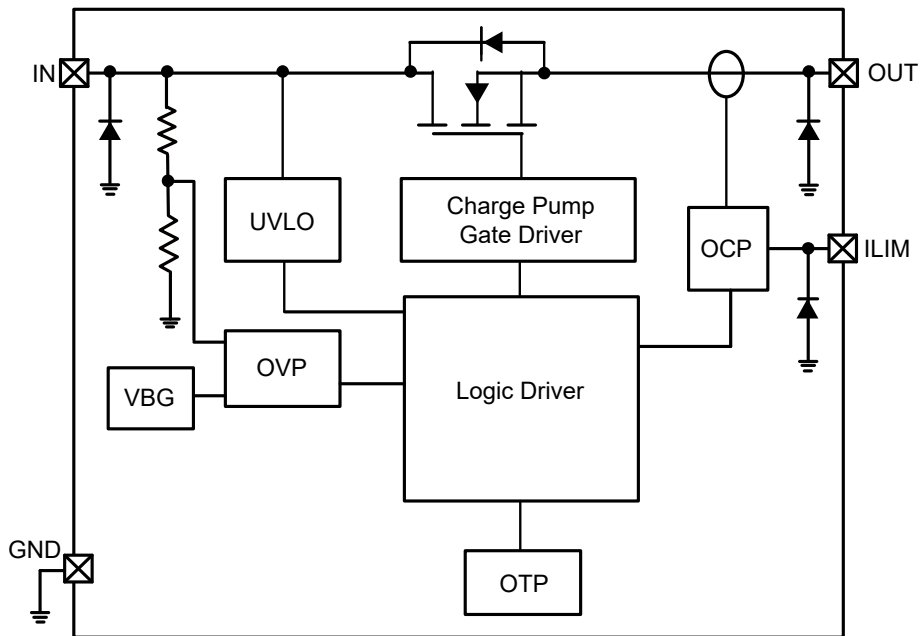 IN
OUT
UVLO
Charge Pump
Gate Driver
OCP
ILIM
OVP
VBG
Logic Driver
GND
OTP